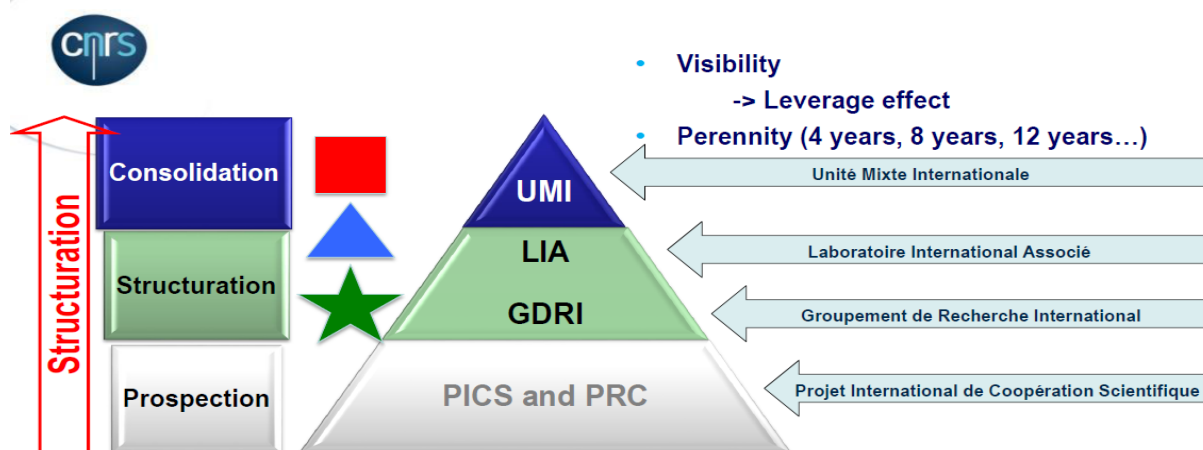 cnrs
• Visibility
-> Leverage effect
• Perennity (4 years, 8 years, 12 years...)
Structuration
Consolidation
Structuration
Prospection
UMI
LIA
GDRI
PICS and PRC
Unité Mixte Internationale
Laboratoire International Associé
Groupement de Recherche International
Projet International de Coopération Scientifique